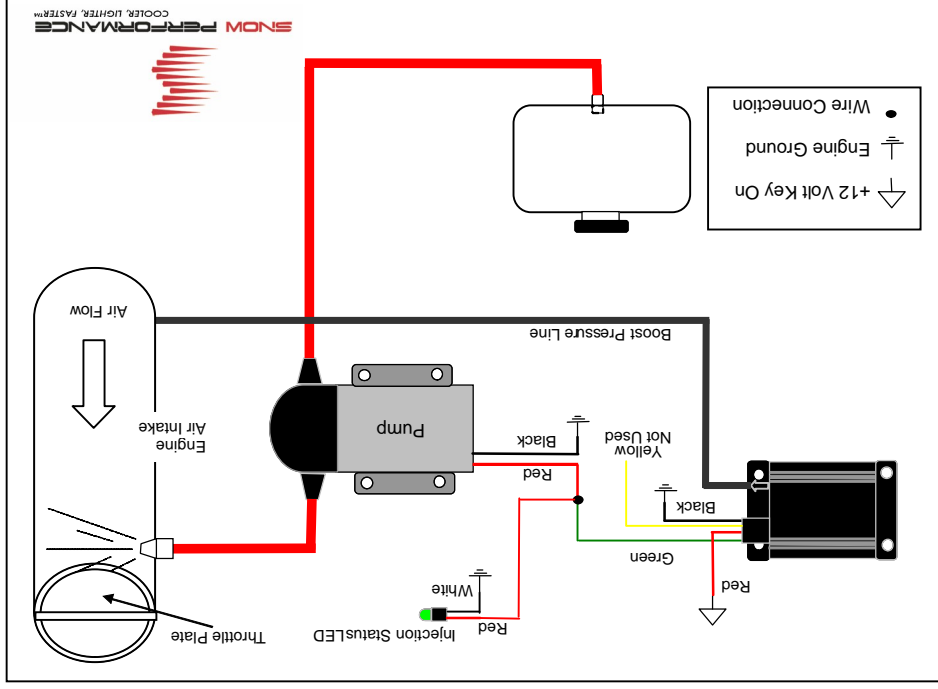 Red
Injection StatusLED
Throttle Plate
White
Red
Green
Black
Red
Yellow
Not Used
Black
Pump
Engine
Air Intake
Boost Pressure Line
Air Flow
+12 Volt Key On
Engine Ground
Wire Connection
SNOW PERFORMANCE
COOLER, LIGHTER, FASTER™